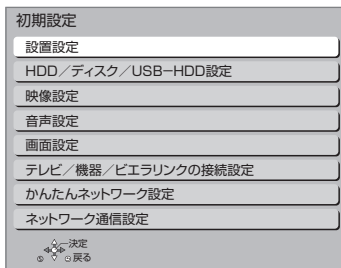 初期設定
設置設定
HDD／ディスク／USB－HDD設定
映像設定
音声設定
画面設定
テレビ／機器／ビエラリンクの接続設定
かんたんネットワーク設定
ネットワーク通信設定
決定
戻る